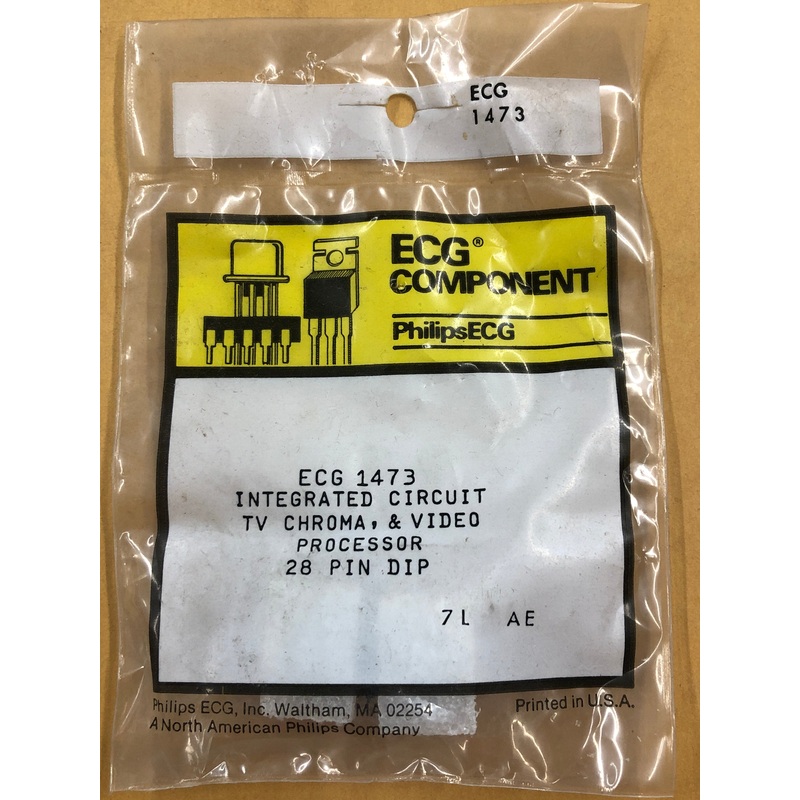 ECG
1473
ECG®
COMPONENT
PhilipsECG
ECG 1473
INTEGRATED CIRCUIT
TV CHROMA, & VIDEO
PROCESSOR
28 PIN DIP
7L AE
Philips ECG, Inc. Waltham, MA 02254
A North American Philips Company
Printed in U.S.A.